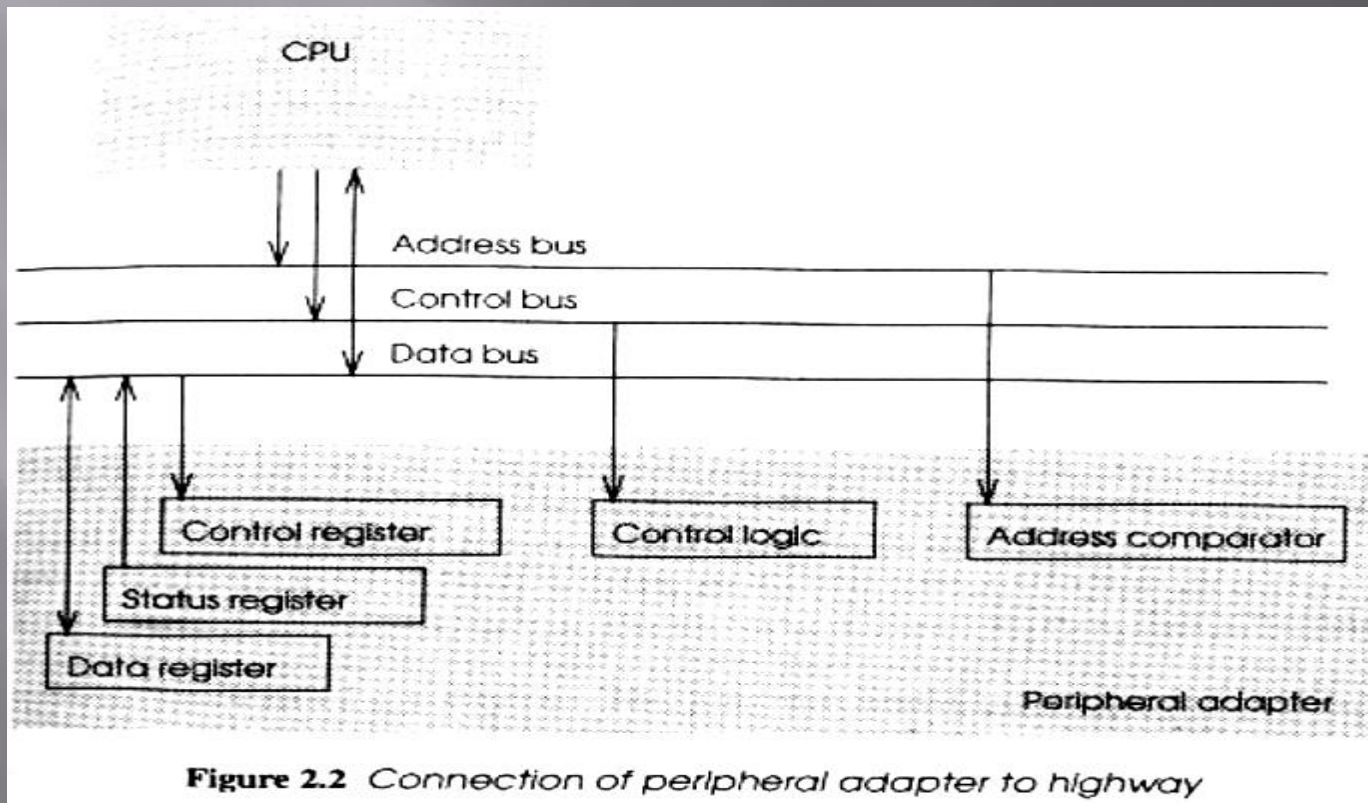 CPU
Address bus
Control bus
Data bus
Control register
Control logic
Address comparator
Status register
Data register
Peripheral adapter
Figure 2.2 Connection of peripheral adapter to highway